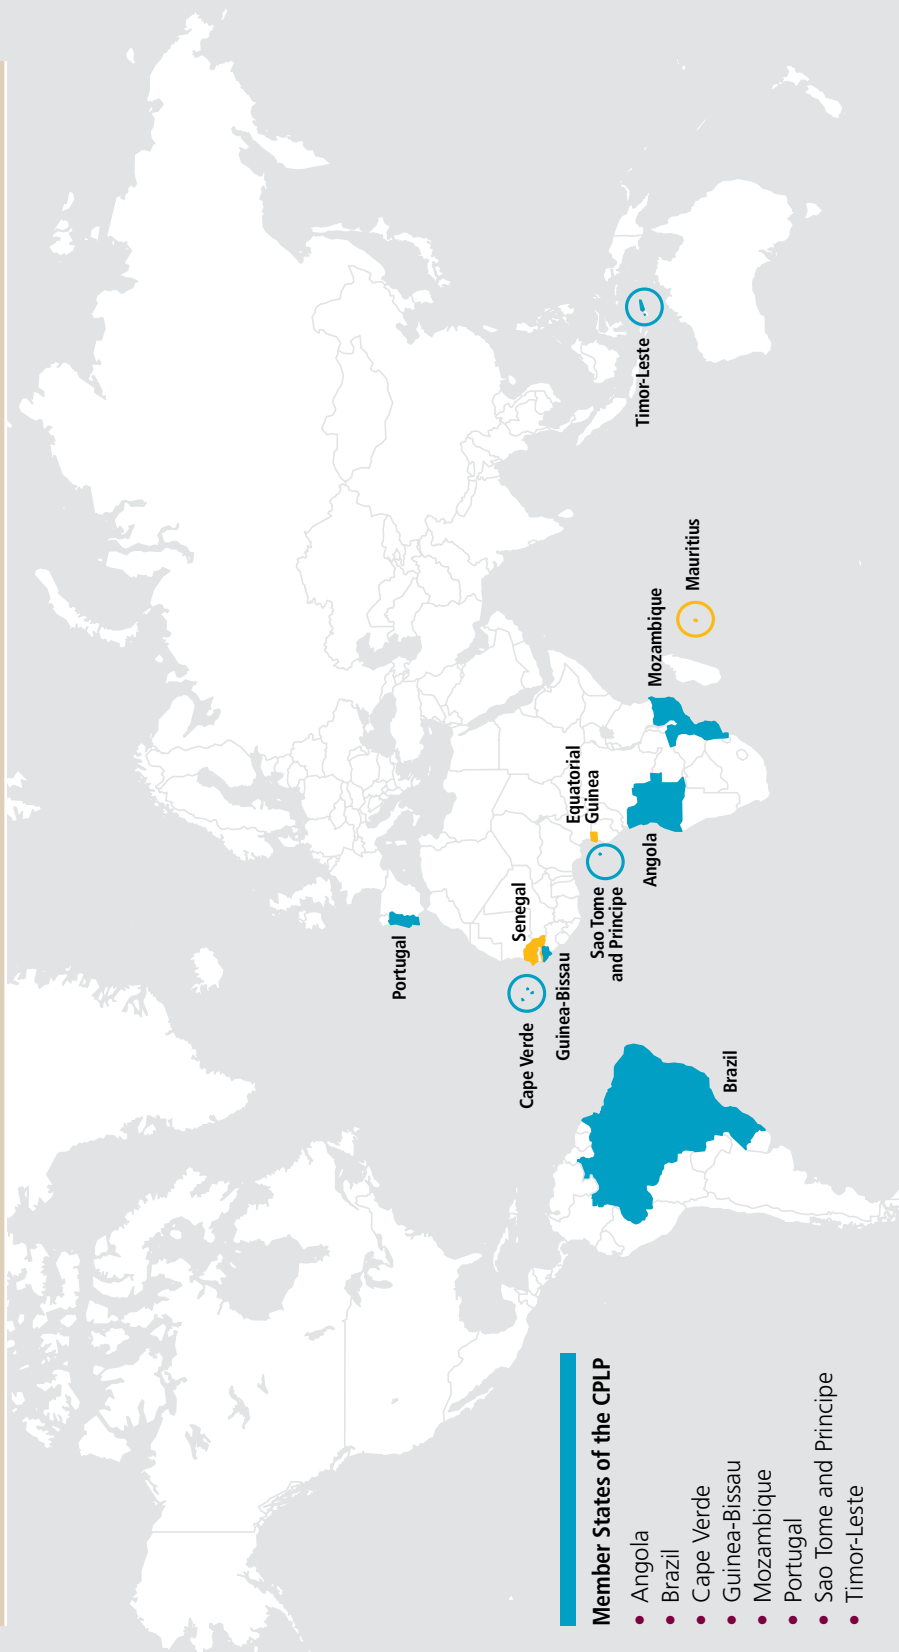 Member States of the CPLP
• Angola
• Brazil
• Cape Verde
• Guinea-Bissau
• Mozambique
• Portugal
• Sao Tome and Principe
• Timor-Leste
Portugal
Cape Verde
Senegal
Guinea-Bissau
Equatorial
Guinea
Sao Tome
and Principe
Timor-Leste
Angola
Mozambique
Mauritius
Brazil